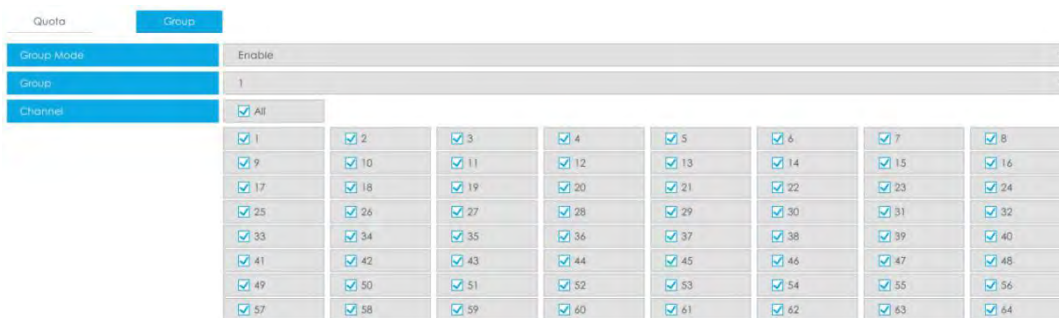 Quota Group
Group Mode Enable
Group 1
Channel All
1 2 3 4 5 6 7 8
9 10 11 12 13 14 15 16
17 18 19 20 21 22 23 24
25 26 27 28 29 30 31 32
33 34 35 36 37 38 39 40
41 42 43 44 45 46 47 48
49 50 51 52 53 54 55 56
57 58 59 60 61 62 63 64